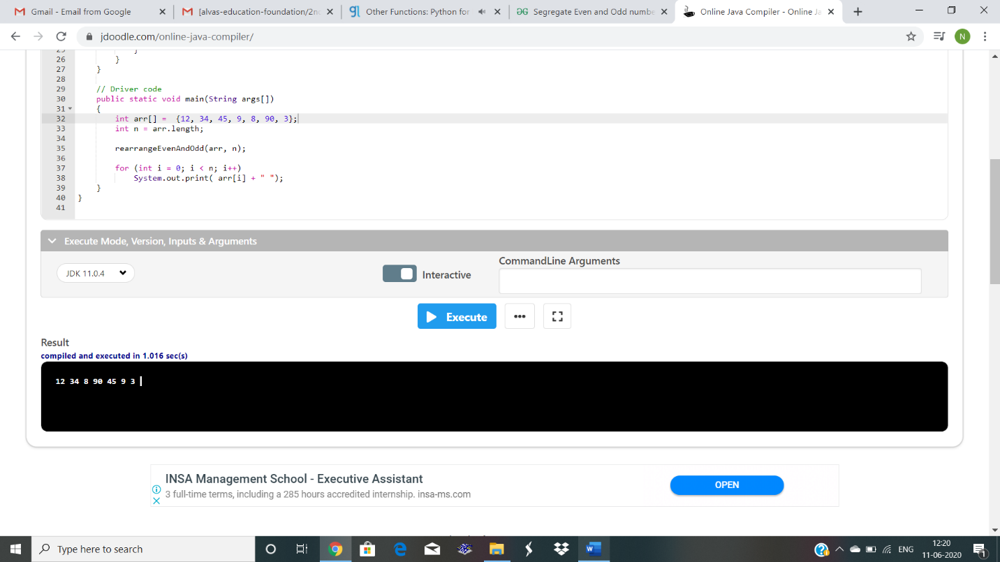 Gmail - Email from Google
[alvas-education-foundation/2n
Other Functions: Python for
Segregate Even and Odd numbe
Online Java Compiler - Online Ja
jdoodle.com/online-java-compiler/
N
25 }
26 }
27 }
28
29 // Driver code
30 public static void main(String args[])
31 {
32 int arr[] = {12, 34, 45, 9, 8, 90, 3};
33 int n = arr.length;
34
35 rearrangeEvenAndOdd(arr, n);
36
37 for (int i = 0; i < n; i++)
38 System.out.print( arr[i] + " ");
39 }
40 }
41
Execute Mode, Version, Inputs & Arguments
CommandLine Arguments
JDK 11.0.4
Interactive
Execute
Result
compiled and executed in 1.016 sec(s)
12 34 8 90 45 9 3
INSA Management School - Executive Assistant
3 full-time terms, including a 285 hours accredited internship. insa-ms.com
OPEN
Type here to search
ENG
12:20
11-06-2020
1